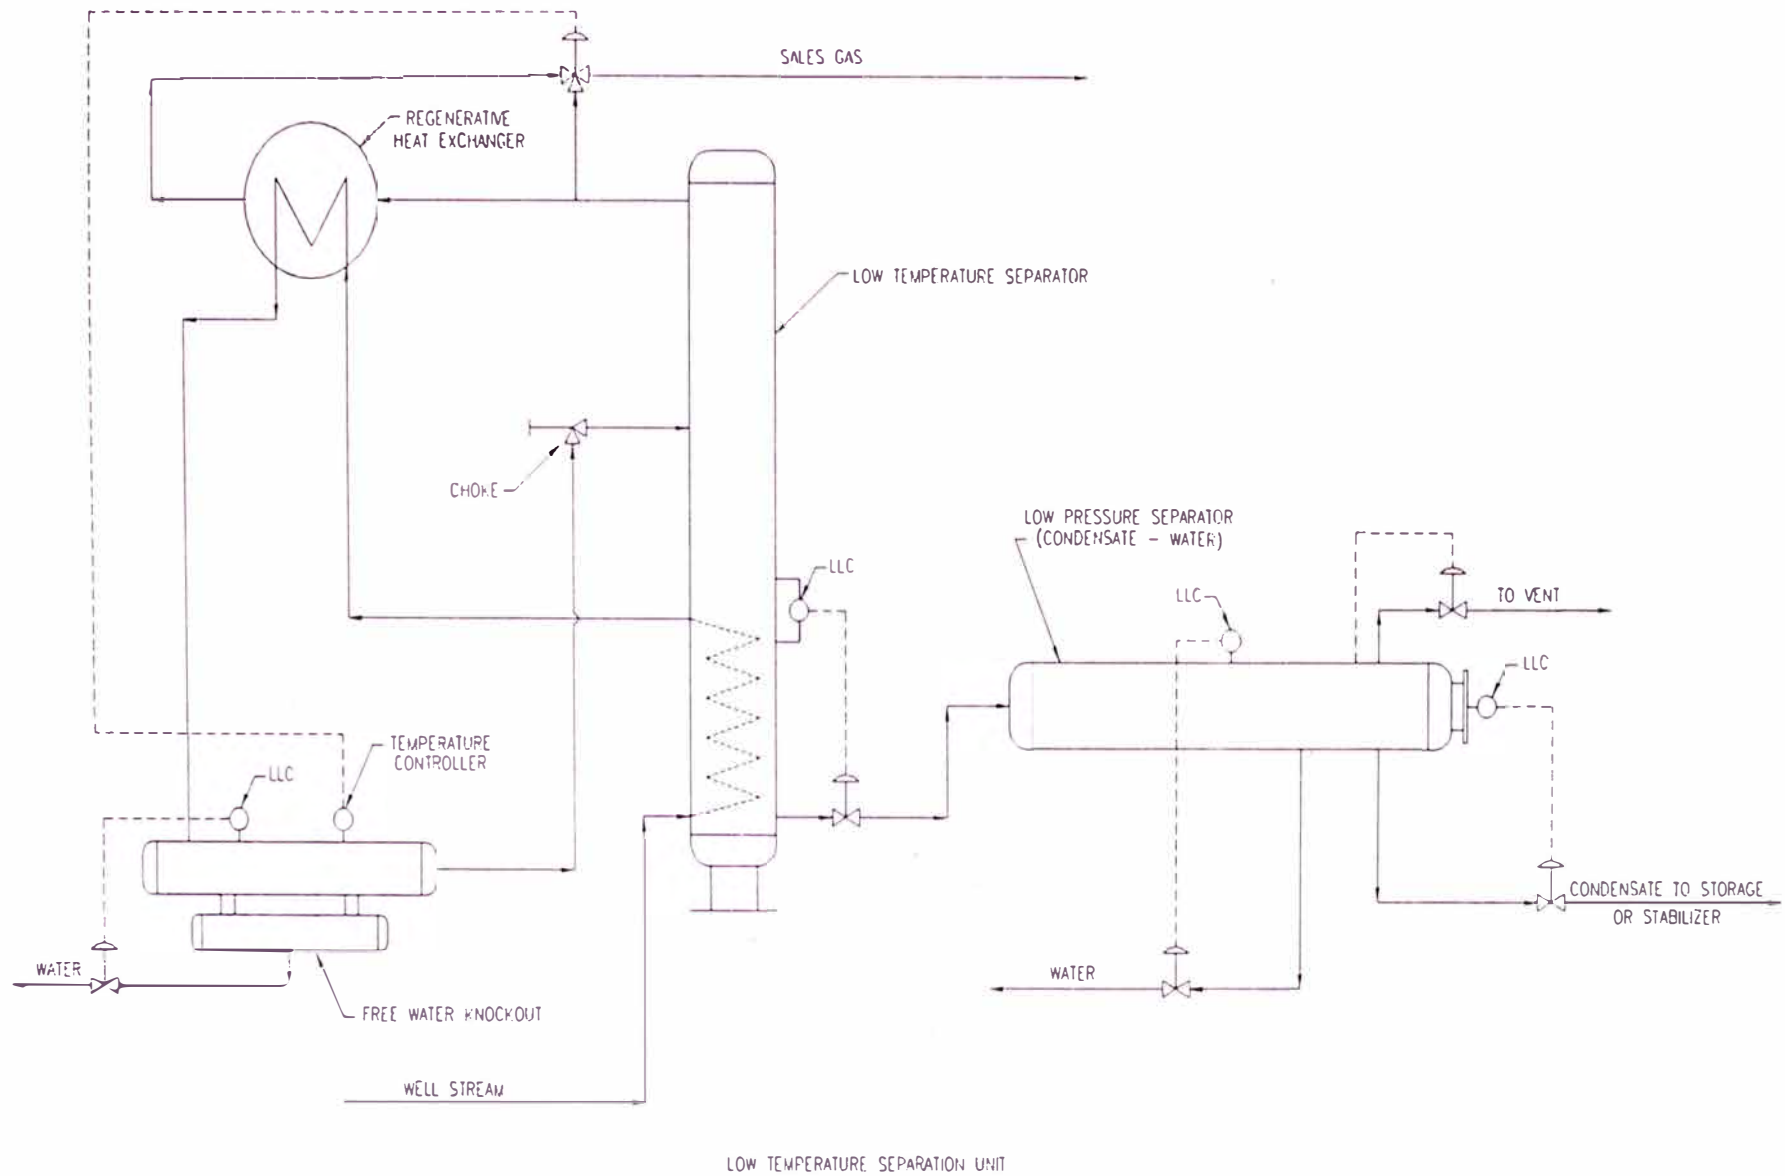 SALES GAS
REGENERATIVE
HEAT EXCHANGER
LOW TEMPERATURE SEPARATOR
CHOKE
LOW PRESSURE SEPARATOR
(CONDENSATE - WATER)
LLC
LLC
TO VENT
LLC
TEMPERATURE
CONTROLLER
LLC
CONDENSATE TO STORAGE
OR STABILIZER
WATER
WATER
FREE WATER KNOCKOUT
WELL STREAM
LOW TEMPERATURE SEPARATION UNIT